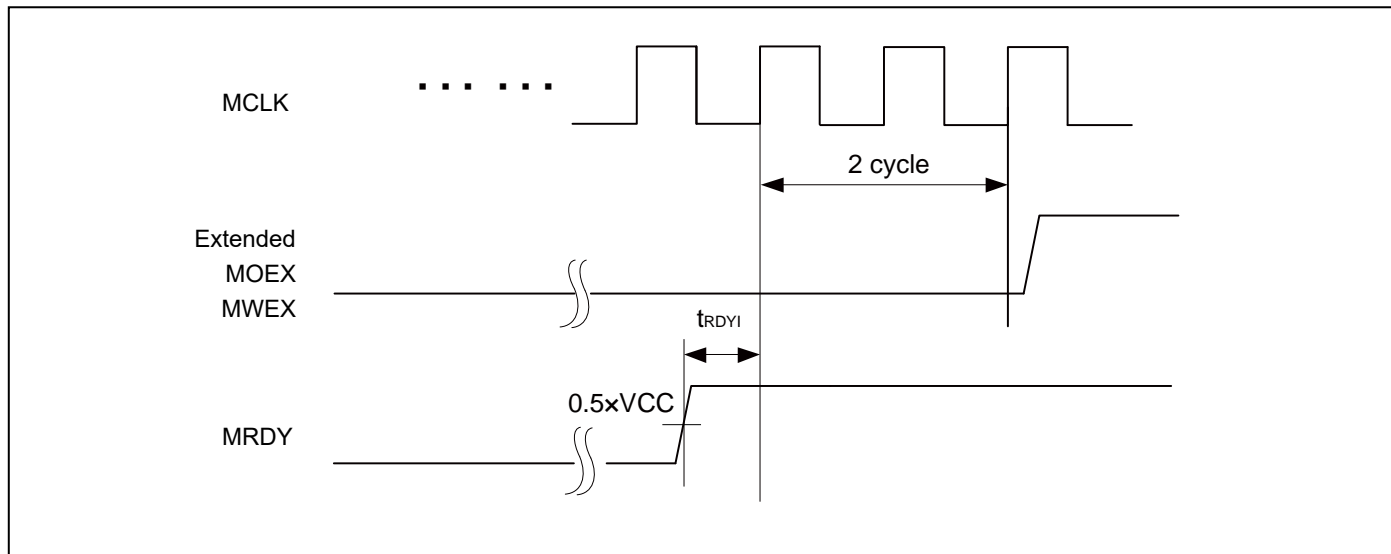 MCLK
2 cycle
Extended
MOEX
MWEX
tRDYI
0.5×VCC
MRDY